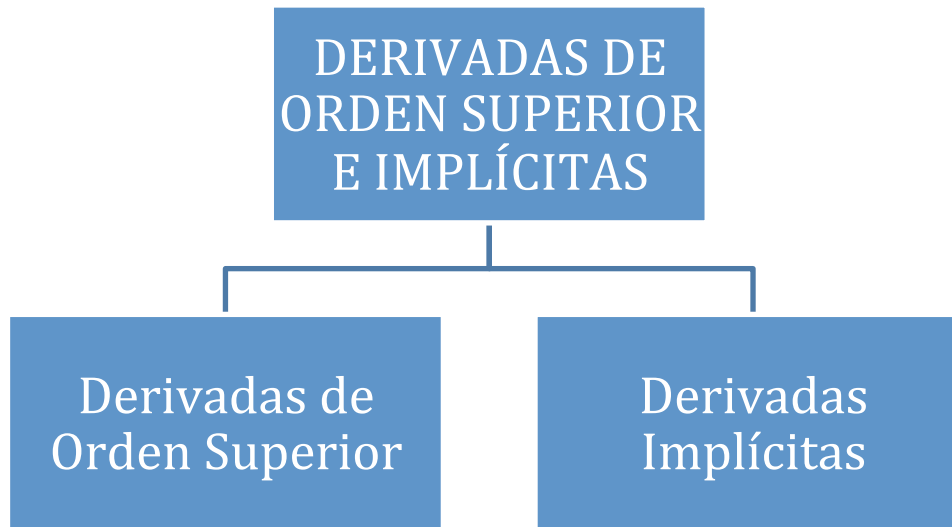 DERIVADAS DE
ORDEN SUPERIOR
E IMPLÍCITAS
Derivadas de
Orden Superior
Derivadas
Implícitas